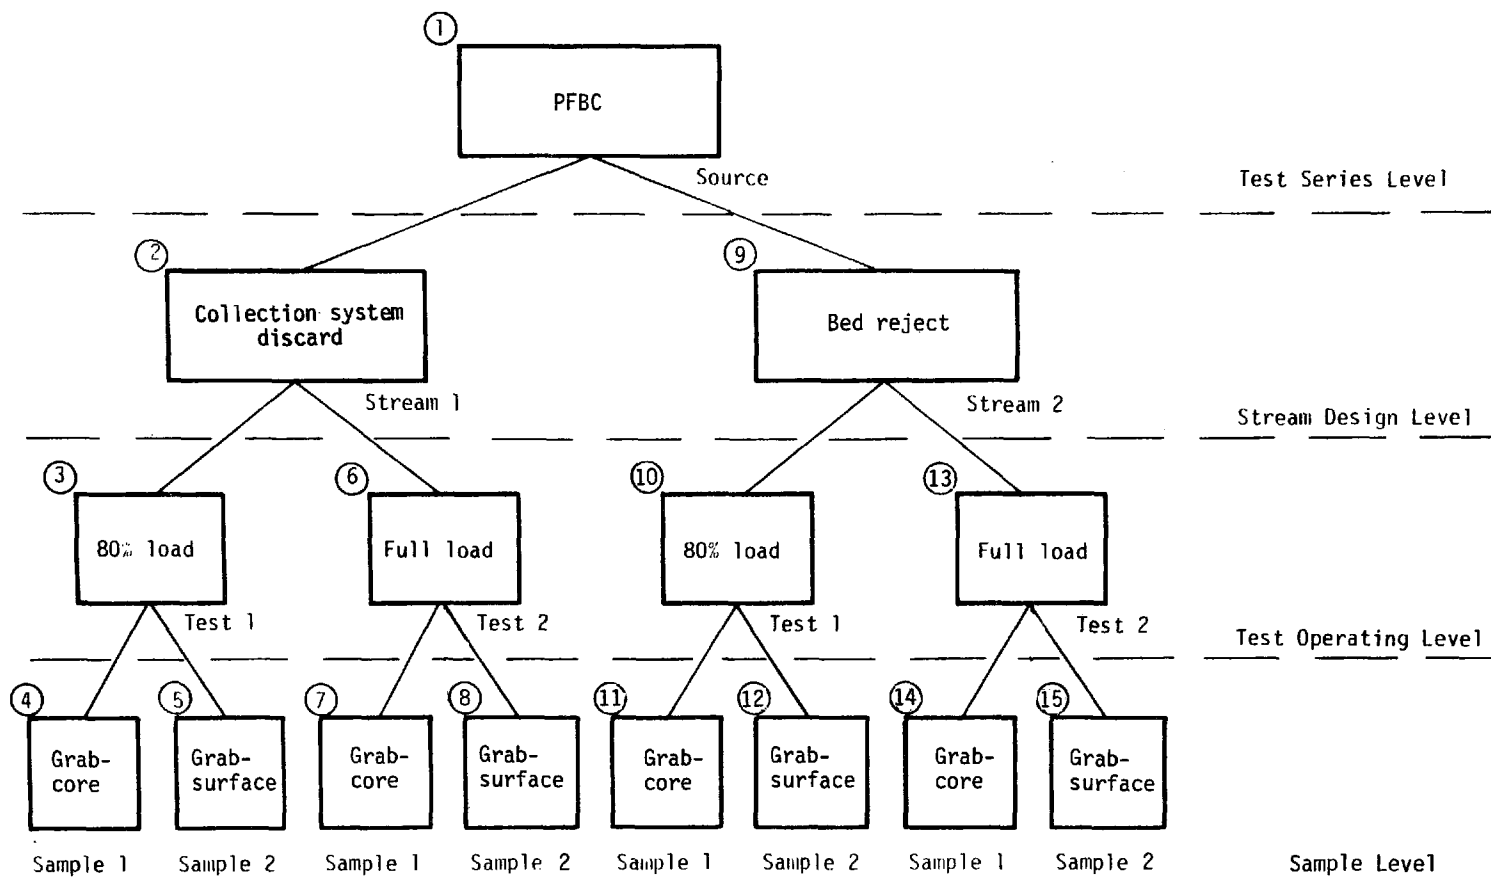 1
PFBC
Source
Test Series Level
2
9
Collection system
discard
Bed reject
Stream 1
Stream 2
Stream Design Level
3
6
10
13
80% load
Full load
80% load
Full load
Test 1
Test 2
Test 1
Test 2
Test Operating Level
4
5
7
8
11
12
14
15
Grab-
core
Grab-
surface
Grab-
core
Grab-
surface
Grab-
core
Grab-
surface
Grab-
core
Grab-
surface
Sample 1
Sample 2
Sample 1
Sample 2
Sample 1
Sample 2
Sample 1
Sample 2
Sample Level